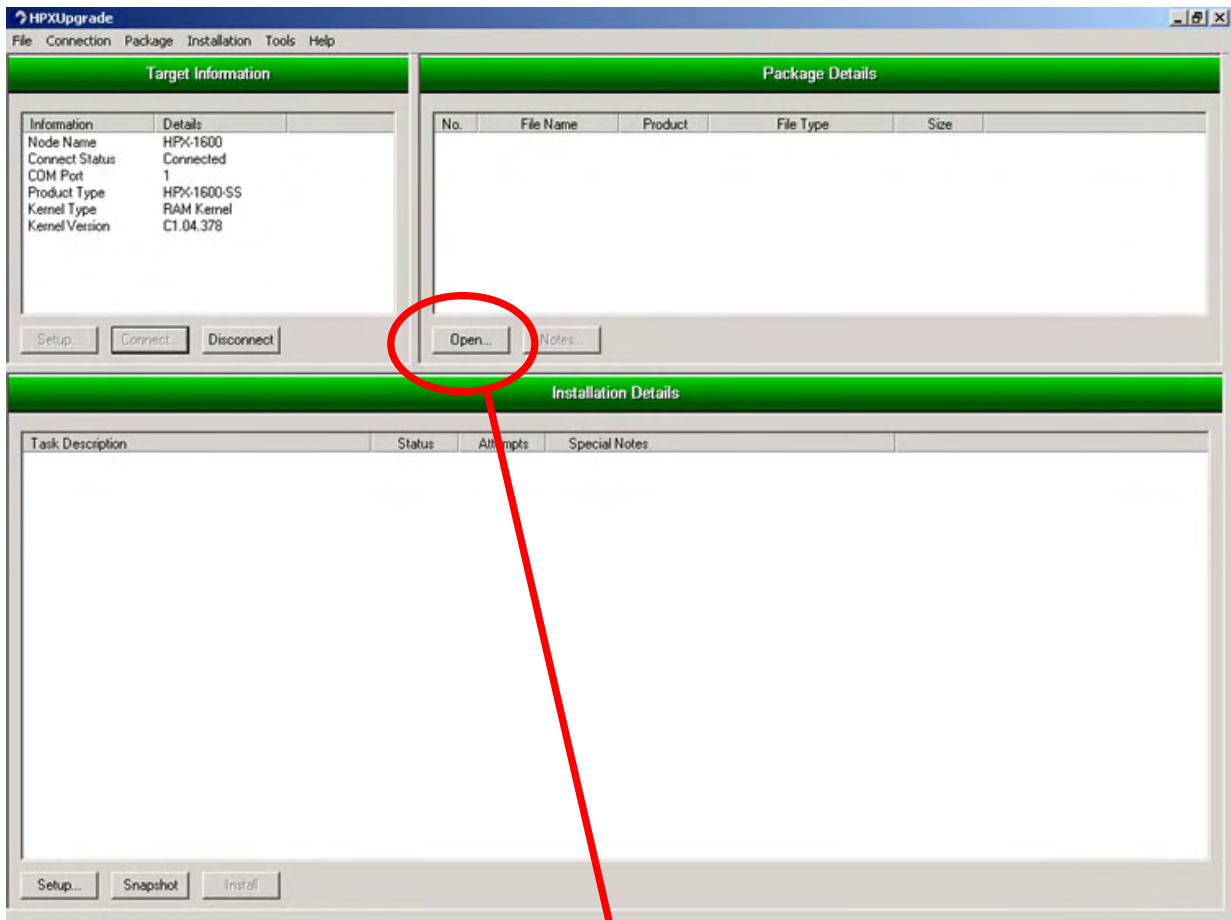 HPXUpgrade
File Connection Package Installation Tools Help
Target Information
Information Details
Node Name HPX-1600
Connect Status Connected
COM Port 1
Product Type HPX-1600-SS
Kernel Type RAM Kernel
Kernel Version C1.04.378
Setup... Connect... Disconnect
Package Details
No. File Name Product File Type Size
Open... Notes...
Installation Details
Task Description Status Attempts Special Notes
Setup... Snapshot Install